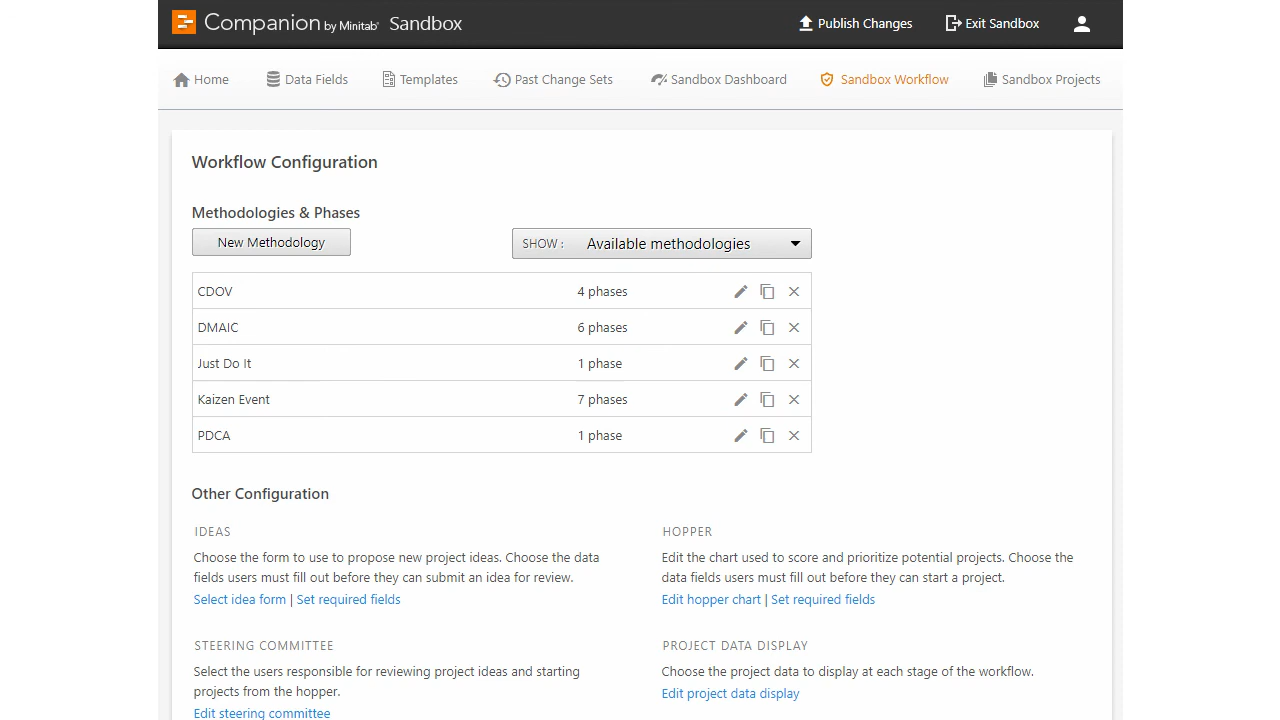 Companion by Minitab Sandbox Publish Changes Exit Sandbox
Home Data Fields Templates Past Change Sets Sandbox Dashboard Sandbox Workflow Sandbox Projects
Workflow Configuration
Methodologies & Phases
New Methodology SHOW : Available methodologies
CDOV 4 phases
DMAIC 6 phases
Just Do It 1 phase
Kaizen Event 7 phases
PDCA 1 phase
Other Configuration
IDEAS
Choose the form to use to propose new project ideas. Choose the data
fields users must fill out before they can submit an idea for review.
Select idea form | Set required fields
HOPPER
Edit the chart used to score and prioritize potential projects. Choose the
data fields users must fill out before they can start a project.
Edit hopper chart | Set required fields
STEERING COMMITTEE
Select the users responsible for reviewing project ideas and starting
projects from the hopper.
Edit steering committee
PROJECT DATA DISPLAY
Choose the project data to display at each stage of the workflow.
Edit project data display